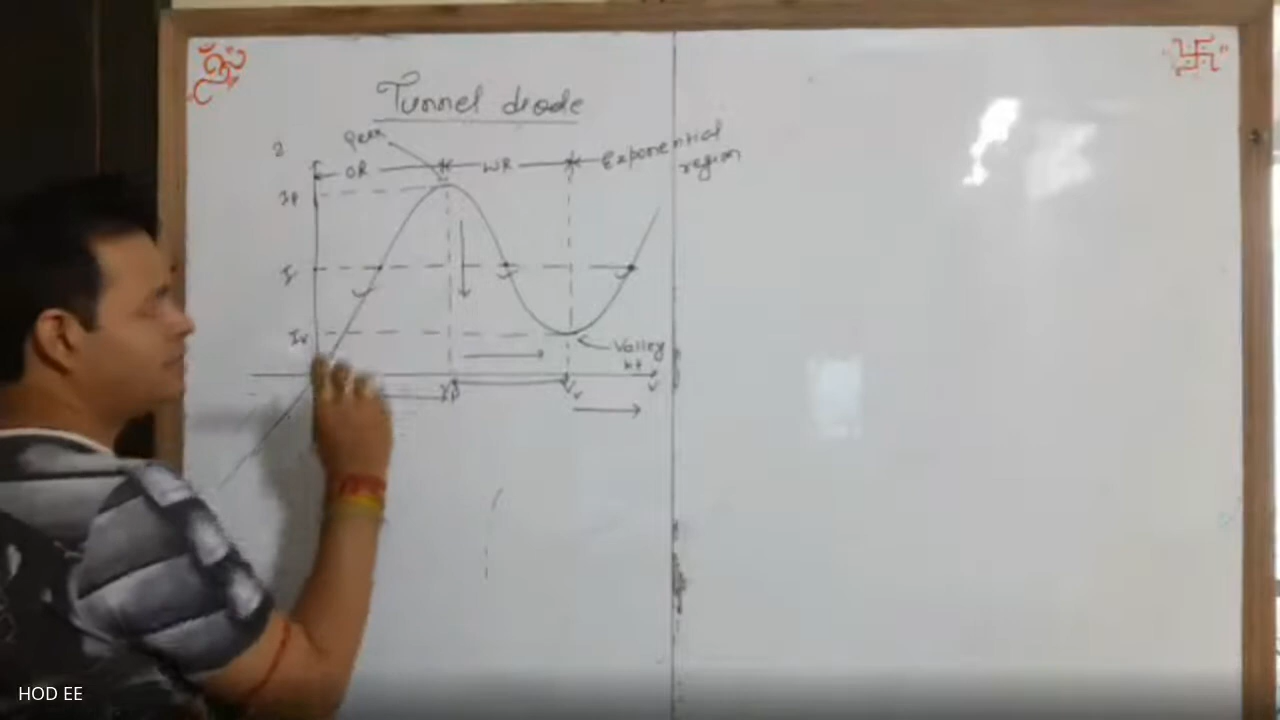 Tunnel diode
Peak
OR
WR
Exponential
region
I
Ip
I
Iv
Valley
pt
Vp
Vv
V
HOD EE